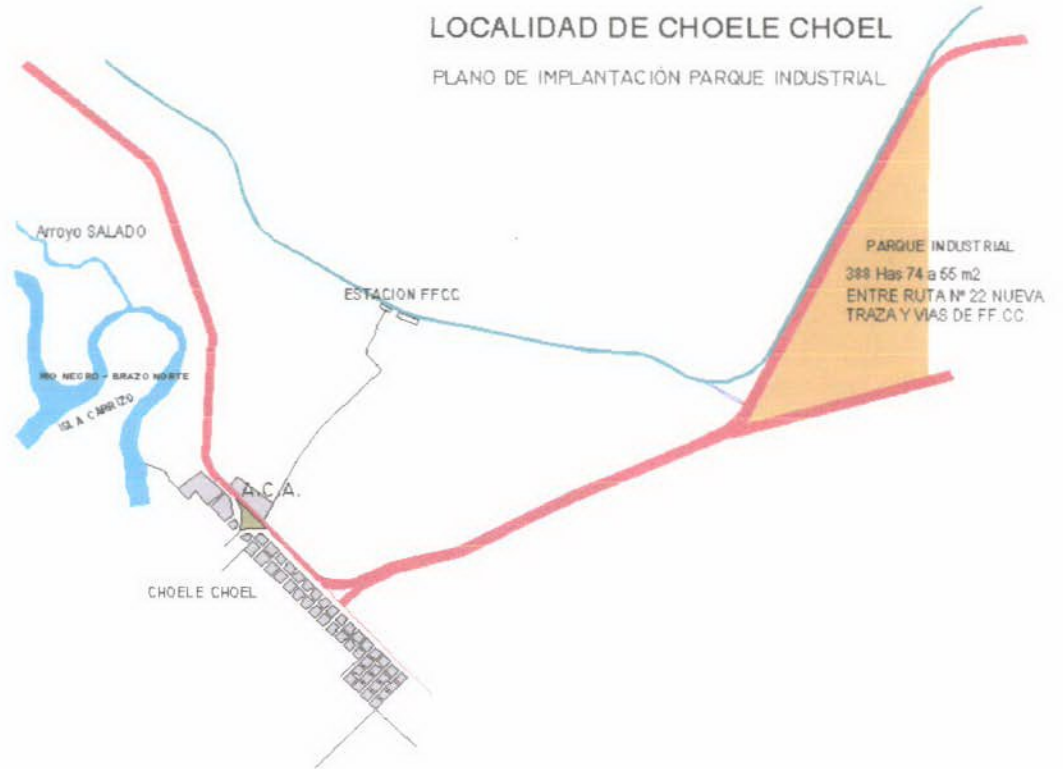 LOCALIDAD DE CHOELE CHOEL
PLANO DE IMPLANTACIÓN PARQUE INDUSTRIAL
Arroyo SALADO
ESTACION FFCC
PARQUE INDUSTRIAL
388 Has 74 a 65 m2
ENTRE RUTA Nº 22 NUEVA
TRAZA Y VIAS DE FF.CC.
RIO NEGRO - BRAZO NORTE
ISLA CARRIZO
A.C.A.
CHOELE CHOEL